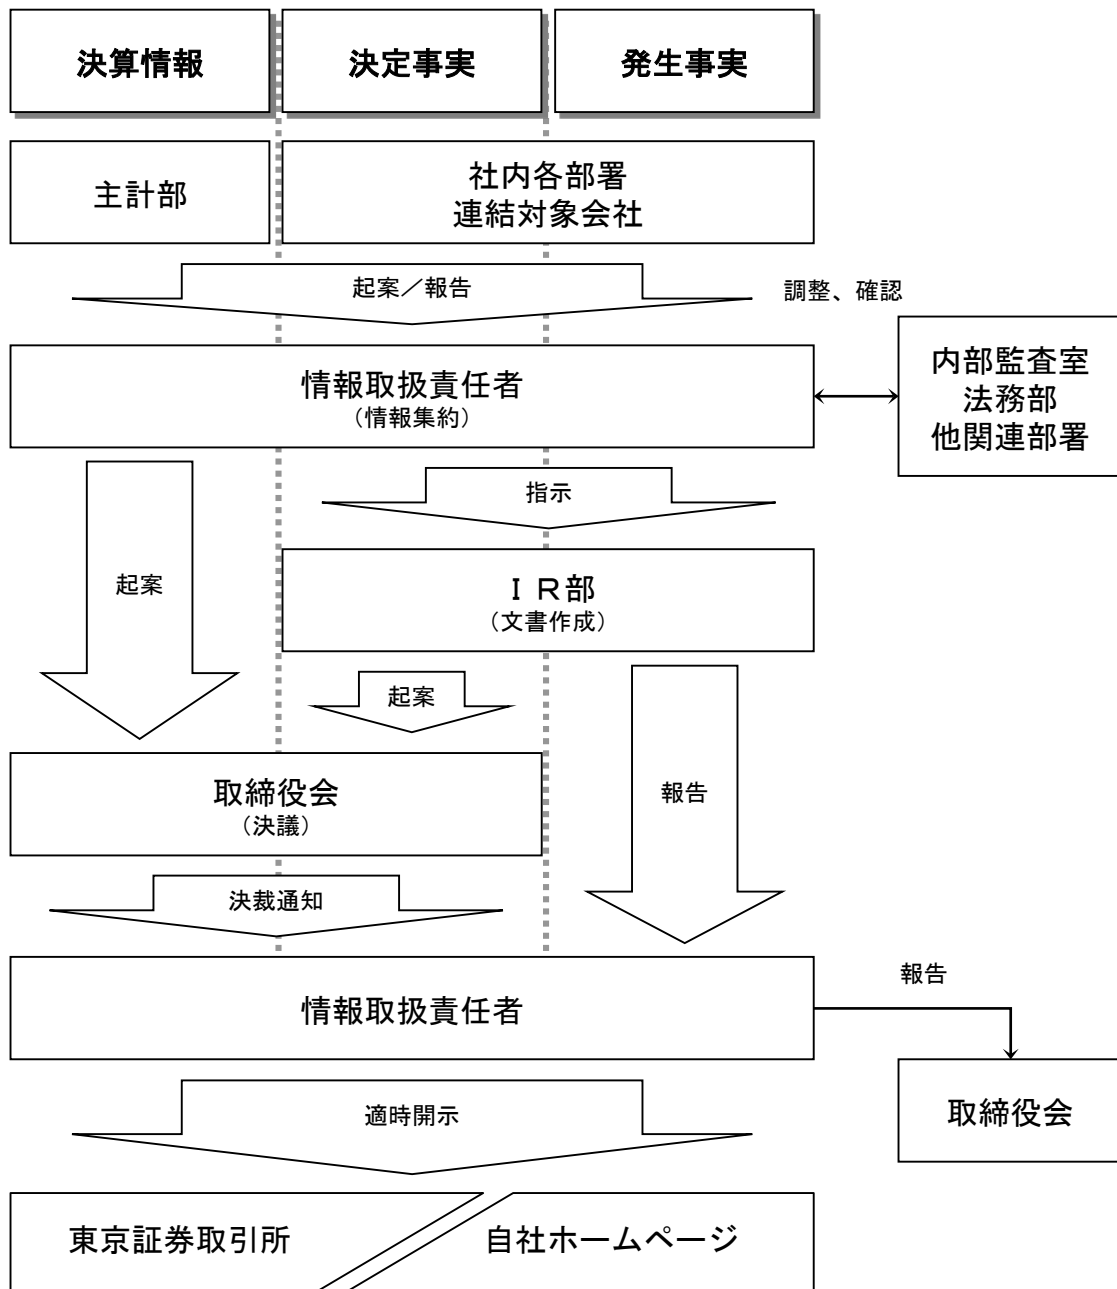 決算情報
決定事実
発生事実
主計部
社内各部署
連結対象会社
起案／報告
調整、確認
情報取扱責任者
（情報集約）
内部監査室
法務部
他関連部署
指示
起案
ＩＲ部
（文書作成）
起案
取締役会
（決議）
報告
決裁通知
情報取扱責任者
報告
取締役会
適時開示
東京証券取引所
自社ホームページ